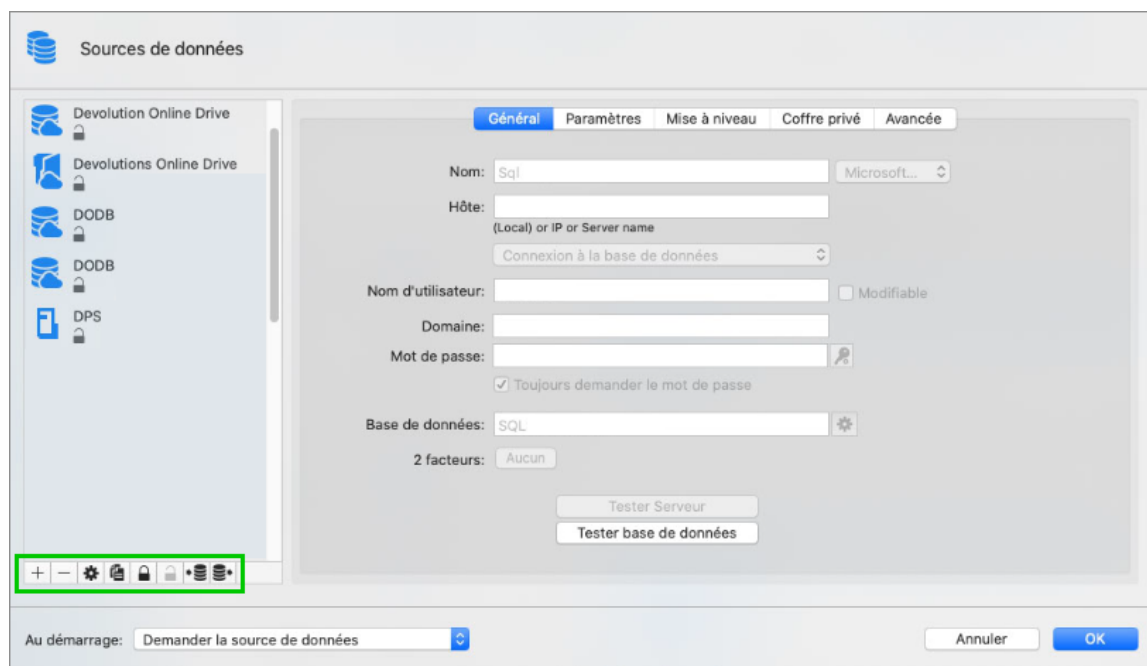 Sources de données
Devolution Online Drive
Devolutions Online Drive
DODB
DODB
DPS
Général Paramètres Mise à niveau Coffre privé Avancée
Nom: Sql Microsoft...
Hôte:
(Local) or IP or Server name
Connexion à la base de données
Nom d'utilisateur: Modifiable
Domaine:
Mot de passe:
Toujours demander le mot de passe
Base de données: SQL
2 facteurs: Aucun
Tester Serveur
Tester base de données
Au démarrage: Demander la source de données Annuler OK